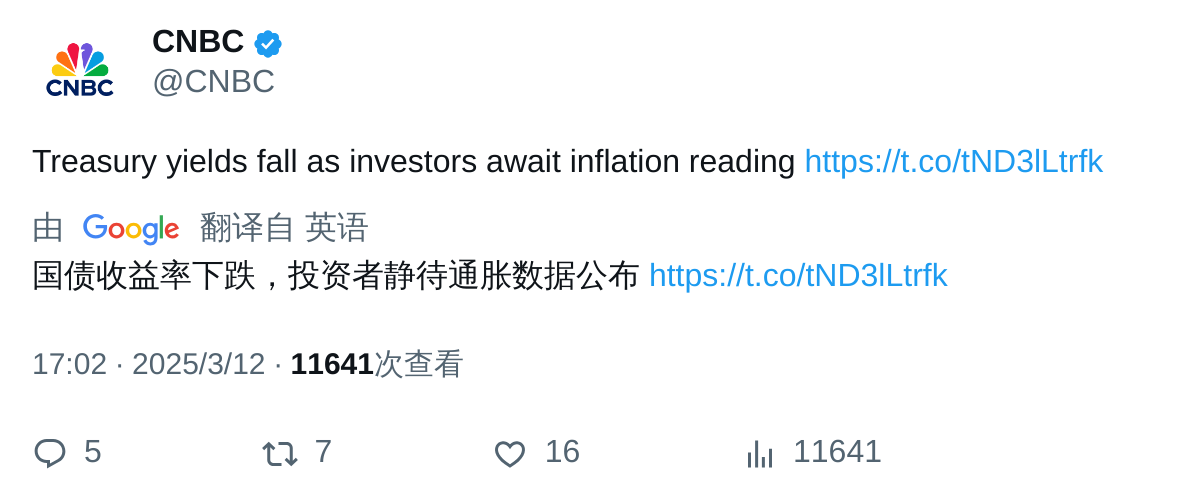 CNBC
@CNBC
CNBC
Treasury yields fall as investors await inflation reading https://t.co/tND3lLtrfk
由 Google 翻译自 英语
国债收益率下跌，投资者静待通胀数据公布 https://t.co/tND3lLtrfk
17:02 · 2025/3/12 · 11641次查看
5 7 16 11641